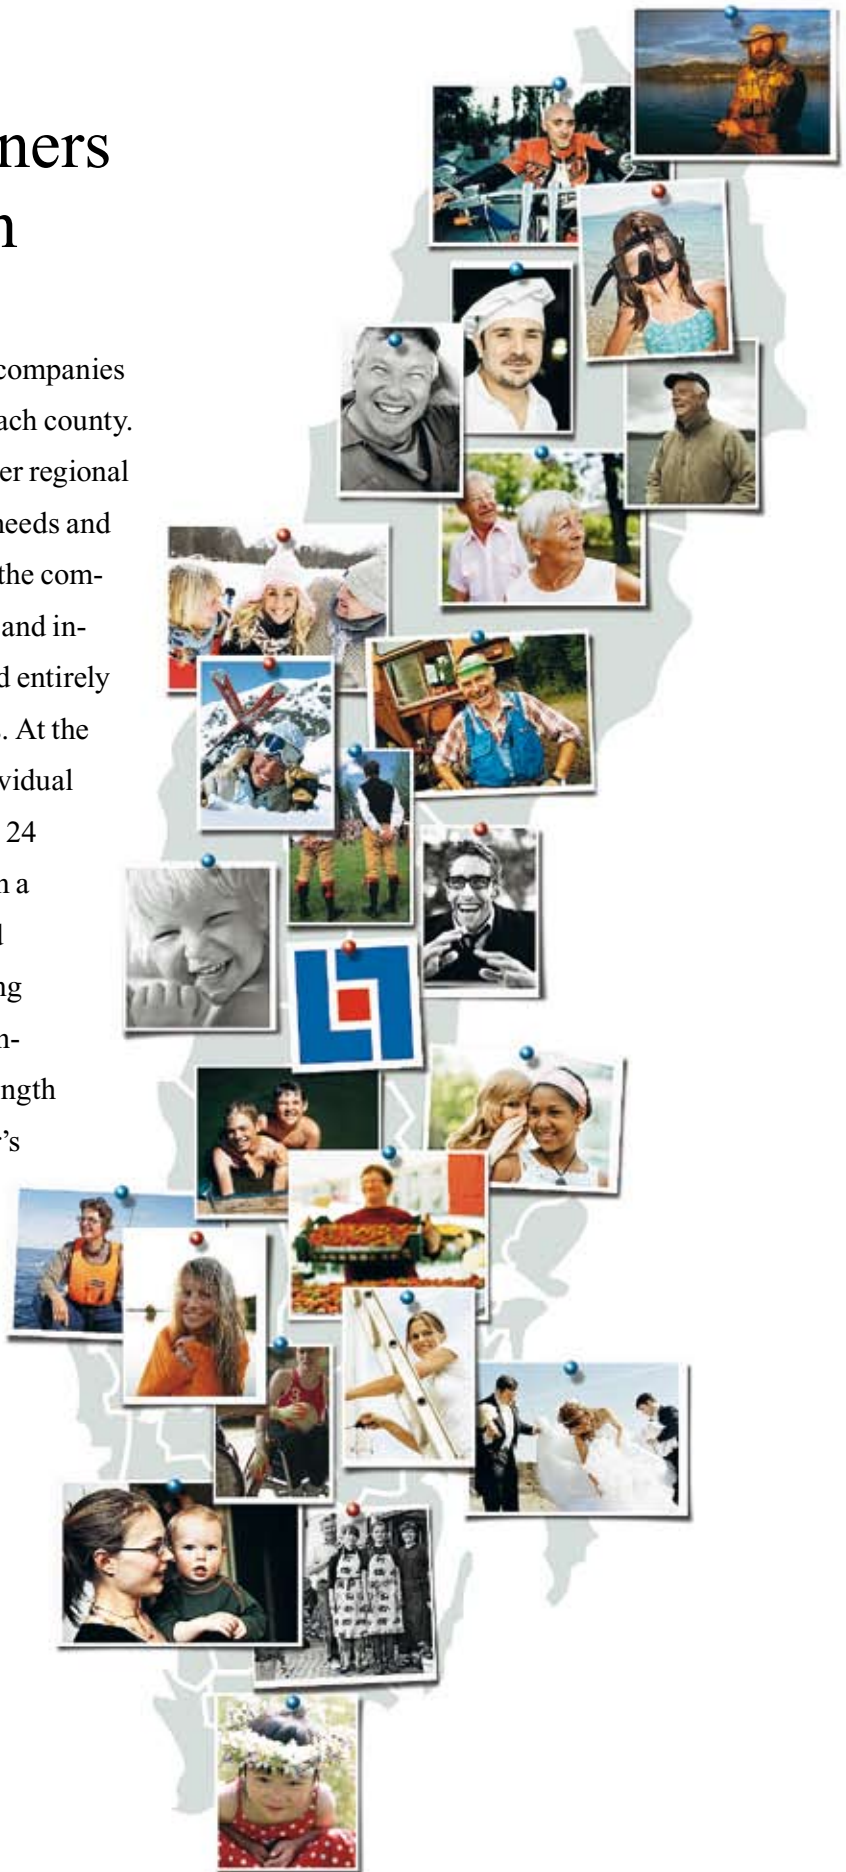 ners
n
companies
ach county.
er regional
needs and
the com-
and in-
d entirely
. At the
vidual
24
n a
d
ng
n-
ngth
’s